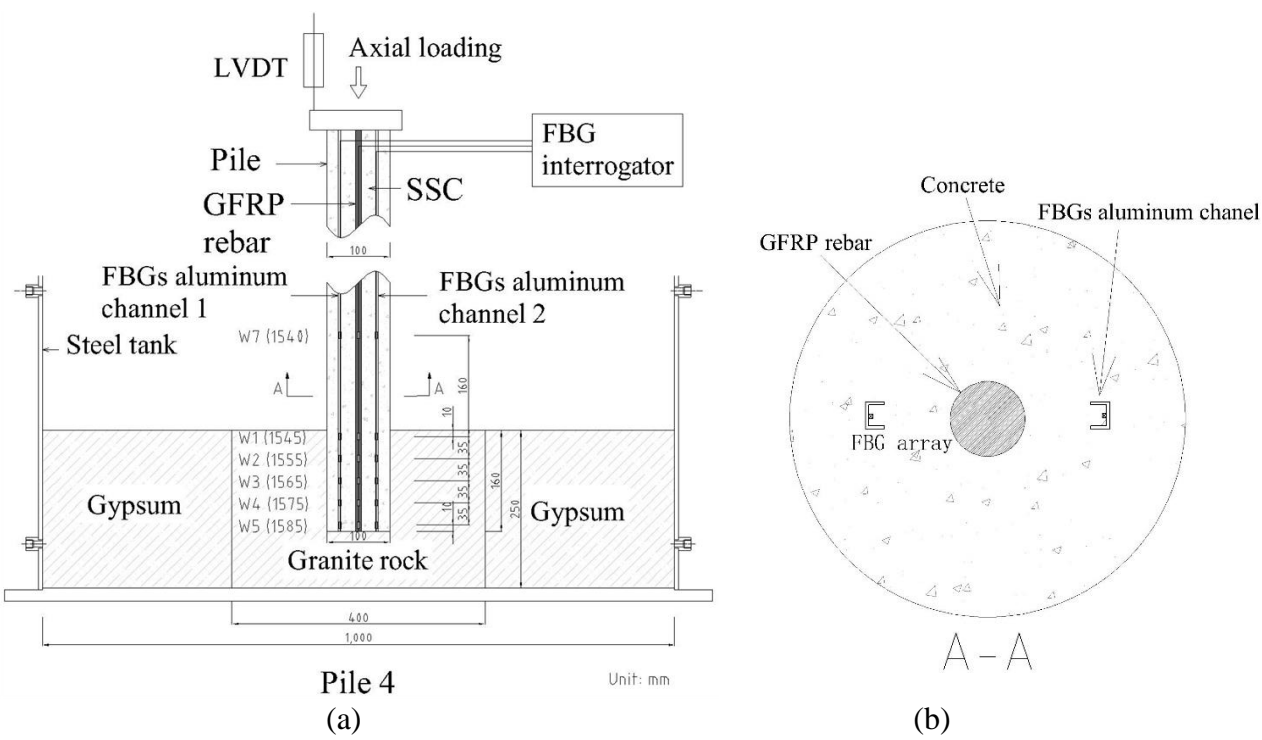 LVDT
Axial loading
FBG
interrogator
Pile
SSC
GFRP
rebar
100
FBGs aluminum
channel 1
FBGs aluminum
channel 2
Steel tank
W7 (1540)
A
A
160
10
W1 (1545)
W2 (1555)
W3 (1565)
W4 (1575)
W5 (1585)
35
35
35
10
35
160
250
Gypsum
Gypsum
100
Granite rock
400
1,000
Pile 4
Unit: mm
(a)
Concrete
FBGs aluminum chanel
GFRP rebar
FBG array
A-A
(b)